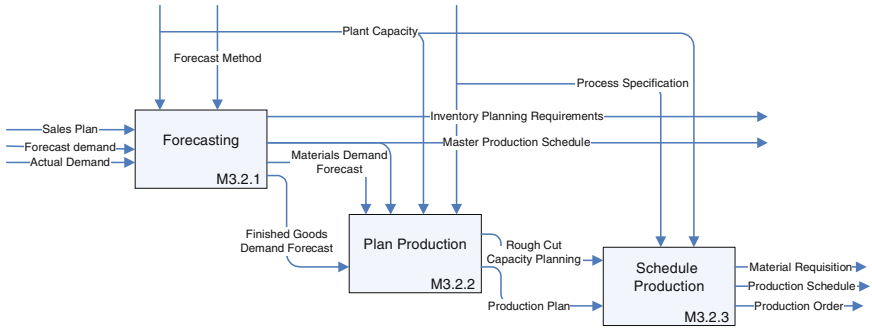 Plant Capacity
Forecast Method
Process Specification
Inventory Planning Requirements
Sales Plan
Forecast demand
Actual Demand
Forecasting
M3.2.1
Master Production Schedule
Materials Demand
Forecast
Finished Goods
Demand Forecast
Plan Production
M3.2.2
Rough Cut
Capacity Planning
Production Plan
Schedule
Production
M3.2.3
Material Requisition
Production Schedule
Production Order